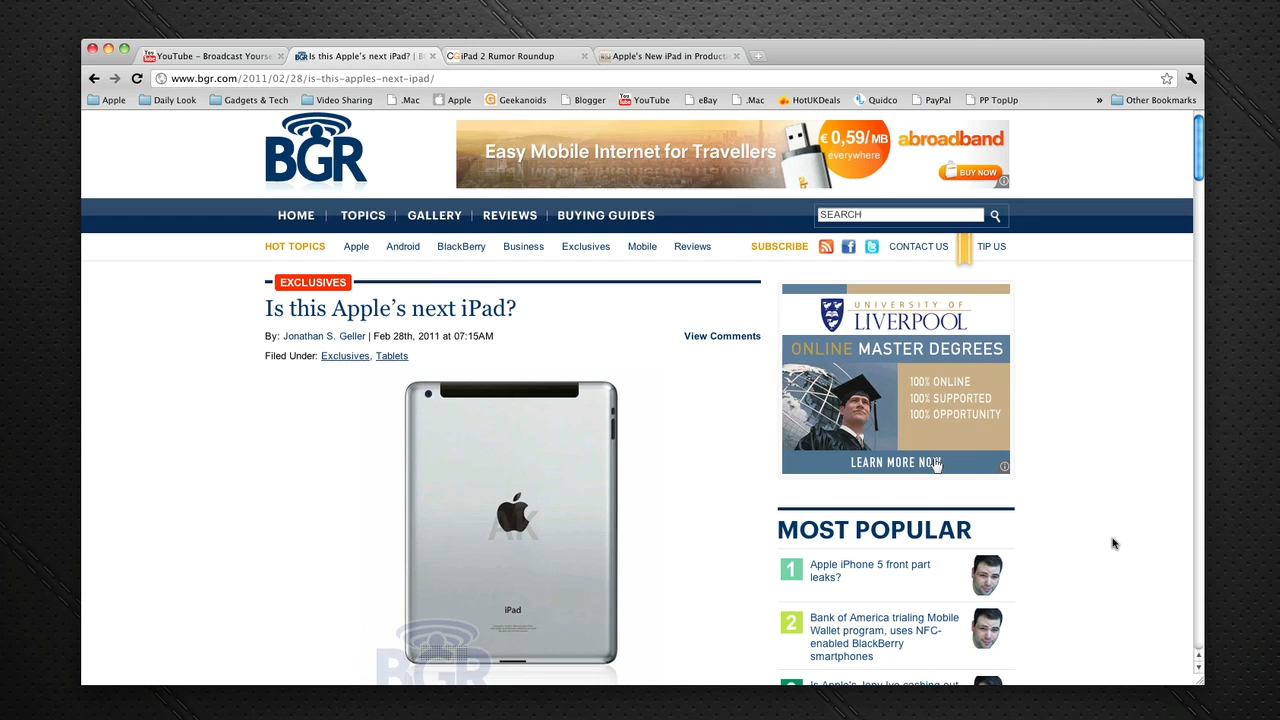 YouTube - Broadcast Yourse
Is this Apple's next iPad? | B
iPad 2 Rumor Roundup
Apple's New iPad in Product
www.bgr.com/2011/02/28/is-this-apples-next-ipad/
Apple
Daily Look
Gadgets & Tech
Video Sharing
.Mac
Apple
Geekanoids
Blogger
YouTube
eBay
.Mac
HotUKDeals
Quidco
PayPal
PP TopUp
»
Other Bookmarks
BGR
Easy Mobile Internet for Travellers
€ 0,59/MB
everywhere
abroadband
BUY NOW
HOME
TOPICS
GALLERY
REVIEWS
BUYING GUIDES
SEARCH
HOT TOPICS
Apple
Android
BlackBerry
Business
Exclusives
Mobile
Reviews
SUBSCRIBE
CONTACT US
TIP US
EXCLUSIVES
Is this Apple's next iPad?
By: Jonathan S. Geller | Feb 28th, 2011 at 07:15AM
View Comments
Filed Under: Exclusives, Tablets
AK
iPad
BGR
UNIVERSITY OF
LIVERPOOL
ONLINE MASTER DEGREES
100% ONLINE
100% SUPPORTED
100% OPPORTUNITY
LEARN MORE NOW
MOST POPULAR
1
Apple iPhone 5 front part
leaks?
2
Bank of America trialing Mobile
Wallet program, uses NFC-
enabled BlackBerry
smartphones
Is Apple's Jony Ive cashing out